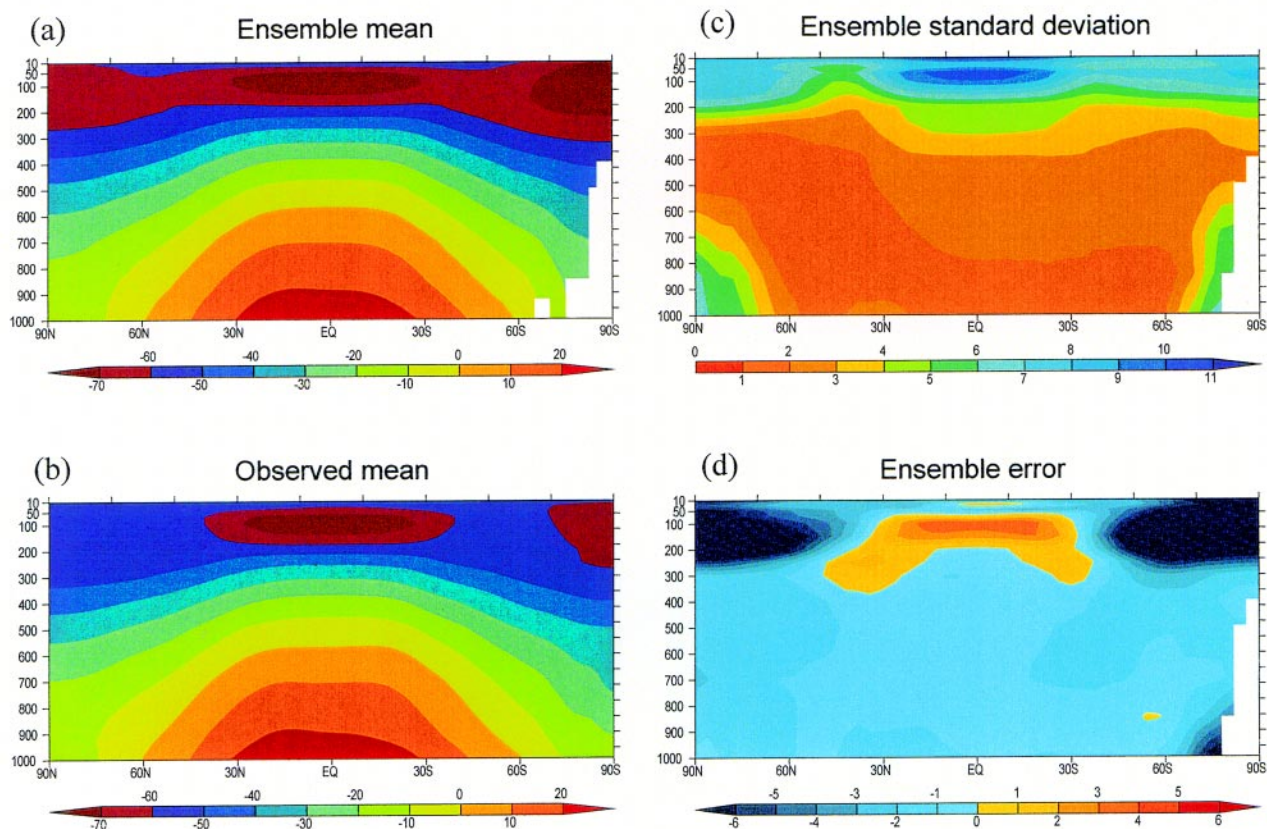 (a)
Ensemble mean
10
50
100
200
300
400
500
600
700
800
900
1000
90N 60N 30N EQ 30S 60S 90S
-60 -40 -20 0 20
-70 -50 -30 -10 10
(c)
Ensemble standard deviation
10
50
100
200
300
400
500
600
700
800
900
1000
90N 60N 30N EQ 30S 60S 90S
0 2 4 6 8 10
1 3 5 7 9 11
(b)
Observed mean
10
50
100
200
300
400
500
600
700
800
900
1000
90N 60N 30N EQ 30S 60S 90S
-60 -40 -20 0 20
-70 -50 -30 -10 10
(d)
Ensemble error
10
50
100
200
300
400
500
600
700
800
900
1000
90N 60N 30N EQ 30S 60S 90S
-5 -3 -1 1 3 5
-6 -4 -2 0 2 4 6